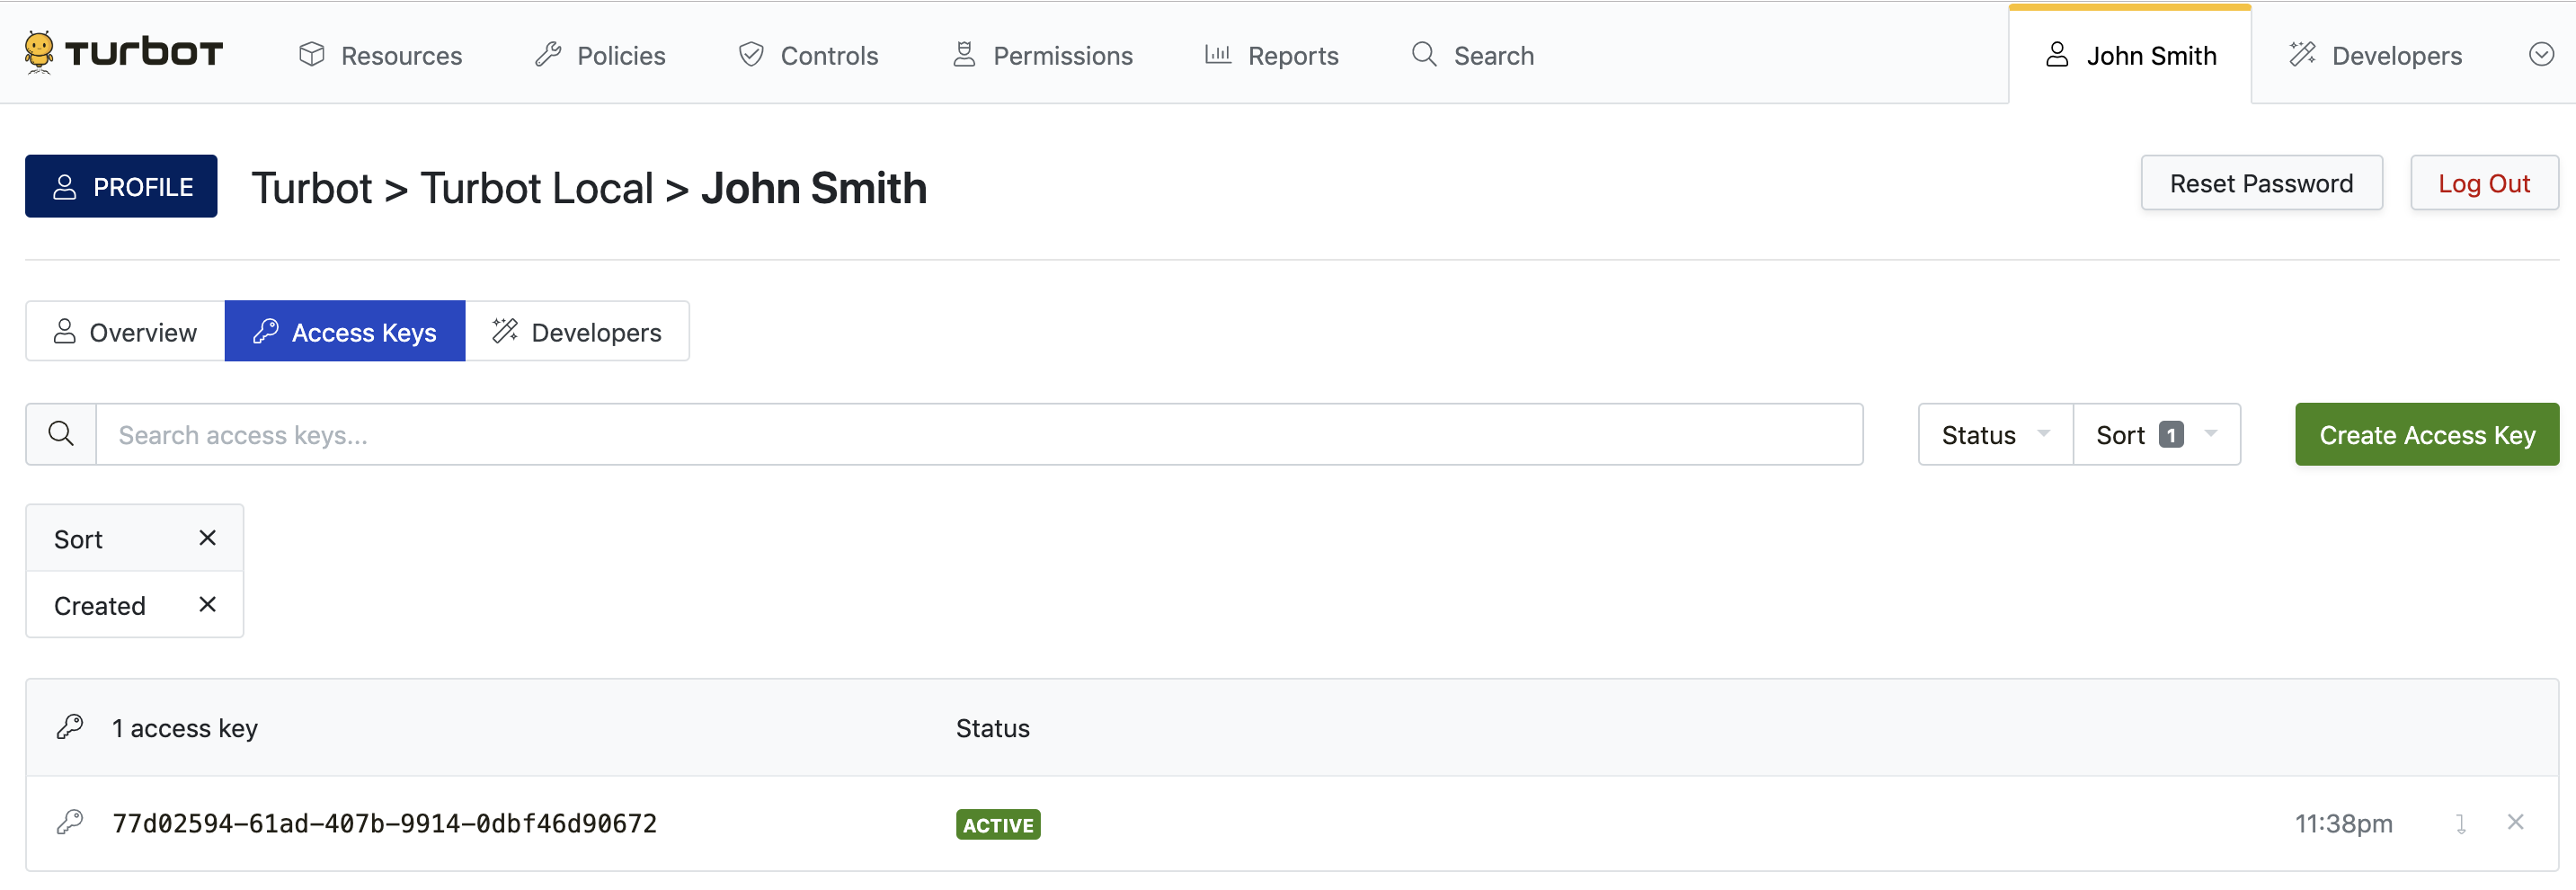 TURBOT Resources Policies Controls Permissions Reports Search John Smith Developers
PROFILE Turbot > Turbot Local > John Smith Reset Password Log Out
Overview Access Keys Developers
Search access keys... Status Sort 1 Create Access Key
Sort
Created
1 access key Status
77d02594-61ad-407b-9914-0dbf46d90672 ACTIVE 11:38pm